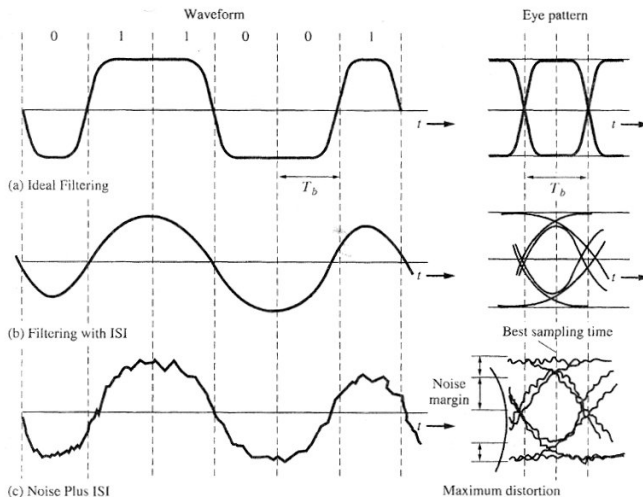 Waveform
Eye pattern
0 1 1 0 0 1
t
t
(a) Ideal Filtering
T_b
T_b
t
t
(b) Filtering with ISI
Best sampling time
Noise
margin
t
(c) Noise Plus ISI
Maximum distortion